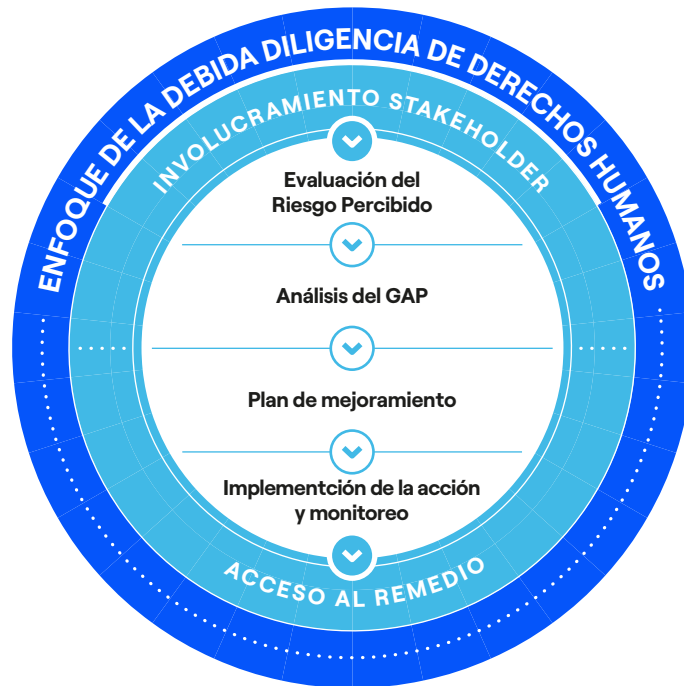 ENFOQUE DE LA DEBIDA DILIGENCIA DE DERECHOS HUMANOS
INVOLUCRAMIENTO STAKEHOLDER
Evaluación del
Riesgo Percibido
Análisis del GAP
Plan de mejoramiento
Implementción de la acción
y monitoreo
ACCESO AL REMEDIO